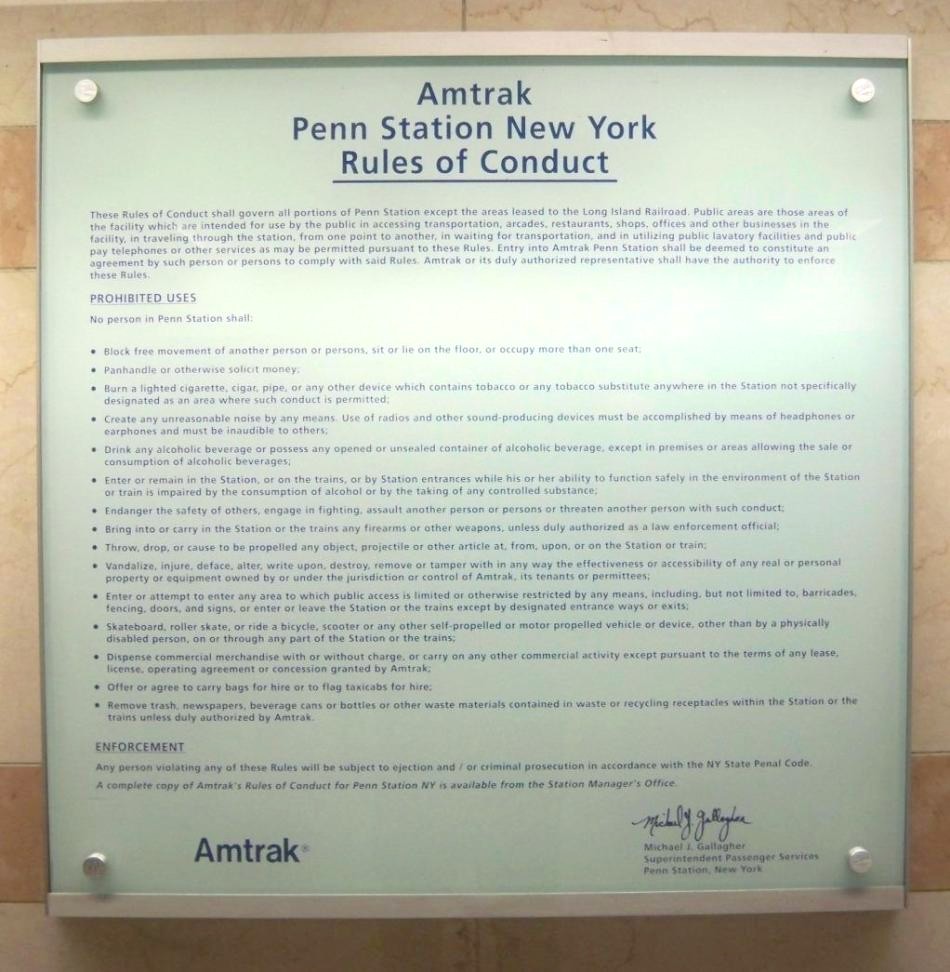 Amtrak
Penn Station New York
Rules of Conduct
These Rules of Conduct shall govern all portions of Penn Station except the areas leased to the Long Island Railroad. Public areas are those areas of
the facility which are intended for use by the public in accessing transportation, arcades, restaurants, shops, offices and other businesses in the
facility, in traveling through the station, from one point to another, in waiting for transportation, and in utilizing public lavatory facilities and public
pay telephones or other services as may be permitted pursuant to these Rules. Entry into Amtrak Penn Station shall be deemed to constitute an
agreement by such person or persons to comply with said Rules. Amtrak or its duly authorized representative shall have the authority to enforce
these Rules.
PROHIBITED USES
No person in Penn Station shall:
• Block free movement of another person or persons, sit or lie on the floor, or occupy more than one seat;
• Panhandle or otherwise solicit money;
• Burn a lighted cigarette, cigar, pipe, or any other device which contains tobacco or any tobacco substitute anywhere in the Station not specifically
designated as an area where such conduct is permitted;
• Create any unreasonable noise by any means. Use of radios and other sound-producing devices must be accomplished by means of headphones or
earphones and must be inaudible to others;
• Drink any alcoholic beverage or possess any opened or unsealed container of alcoholic beverage, except in premises or areas allowing the sale or
consumption of alcoholic beverages;
• Enter or remain in the Station, or on the trains, or by Station entrances while his or her ability to function safely in the environment of the Station
or train is impaired by the consumption of alcohol or by the taking of any controlled substance;
• Endanger the safety of others, engage in fighting, assault another person or persons or threaten another person with such conduct;
• Bring into or carry in the Station or the trains any firearms or other weapons, unless duly authorized as a law enforcement official;
• Throw, drop, or cause to be propelled any object, projectile or other article at, from, upon, or on the Station or train;
• Vandalize, injure, deface, alter, write upon, destroy, remove or tamper with in any way the effectiveness or accessibility of any real or personal
property or equipment owned by or under the jurisdiction or control of Amtrak, its tenants or permittees;
• Enter or attempt to enter any area to which public access is limited or otherwise restricted by any means, including, but not limited to, barricades,
fencing, doors, and signs, or enter or leave the Station or the trains except by designated entrance ways or exits;
• Skateboard, roller skate, or ride a bicycle, scooter or any other self-propelled or motor propelled vehicle or device, other than by a physically
disabled person, on or through any part of the Station or the trains;
• Dispense commercial merchandise with or without charge, or carry on any other commercial activity except pursuant to the terms of any lease,
license, operating agreement or concession granted by Amtrak;
• Offer or agree to carry bags for hire or to flag taxicabs for hire;
• Remove trash, newspapers, beverage cans or bottles or other waste materials contained in waste or recycling receptacles within the Station or the
trains unless duly authorized by Amtrak.
ENFORCEMENT
Any person violating any of these Rules will be subject to ejection and / or criminal prosecution in accordance with the NY State Penal Code.
A complete copy of Amtrak's Rules of Conduct for Penn Station NY is available from the Station Manager's Office.
Michael J. Gallagher
Amtrak®
Michael J. Gallagher
Superintendent Passenger Services
Penn Station, New York